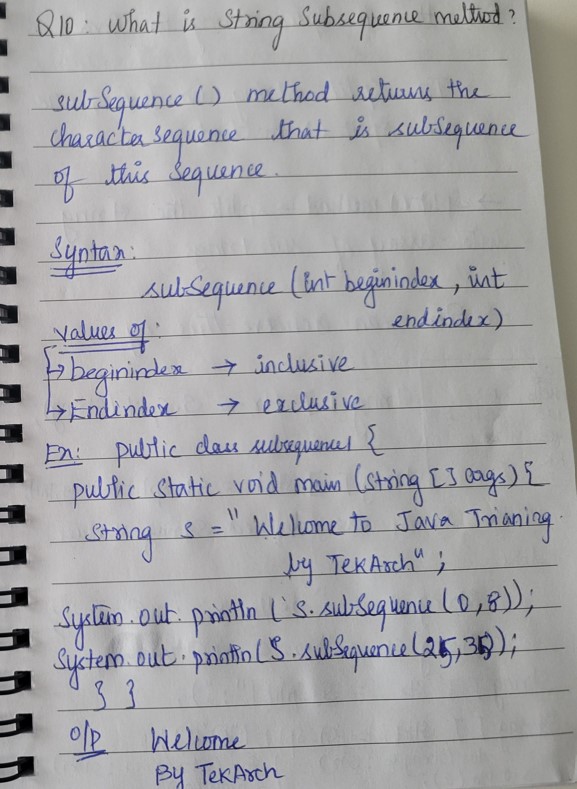 Q10: What is String Subsequence method?
subSequence () method returns the
character sequence that is subsequence
of this sequence.
Syntax:
subSequence (int beginindex, int
endindex)
values of:
→ beginindex → inclusive
→ Endindex → exclusive
Ex: public class subsequence1 {
public static void main (String [] args) {
String s = " Welcome to Java Trianing
by TekArch";
System.out.println ( s.subSequence (0,8));
System.out.println (S.subSequence (25,35);
} }
O/P Welcome
By TekArch